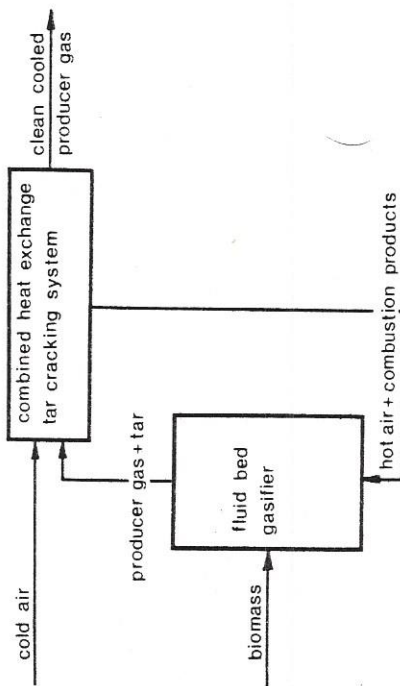 cold air
combined heat exchange
tar cracking system
clean cooled
producer gas
producer gas + tar
biomass
fluid bed
gasifier
hot air + combustion products